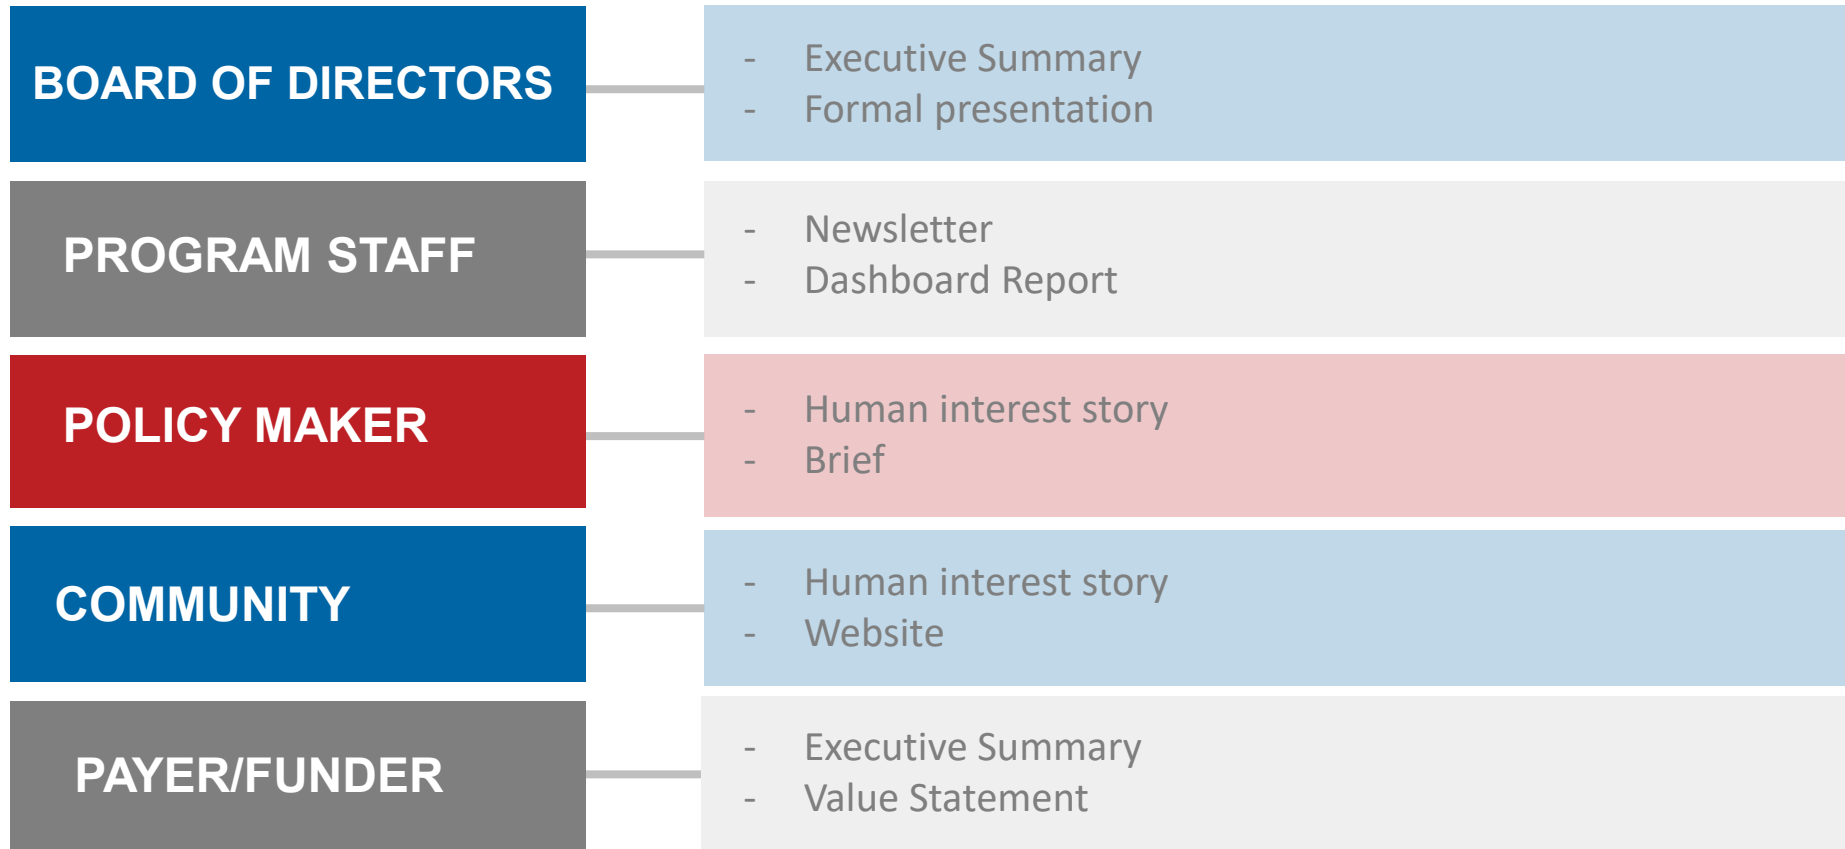 BOARD OF DIRECTORS
- Executive Summary
- Formal presentation
PROGRAM STAFF
- Newsletter
- Dashboard Report
POLICY MAKER
- Human interest story
- Brief
COMMUNITY
- Human interest story
- Website
PAYER/FUNDER
- Executive Summary
- Value Statement